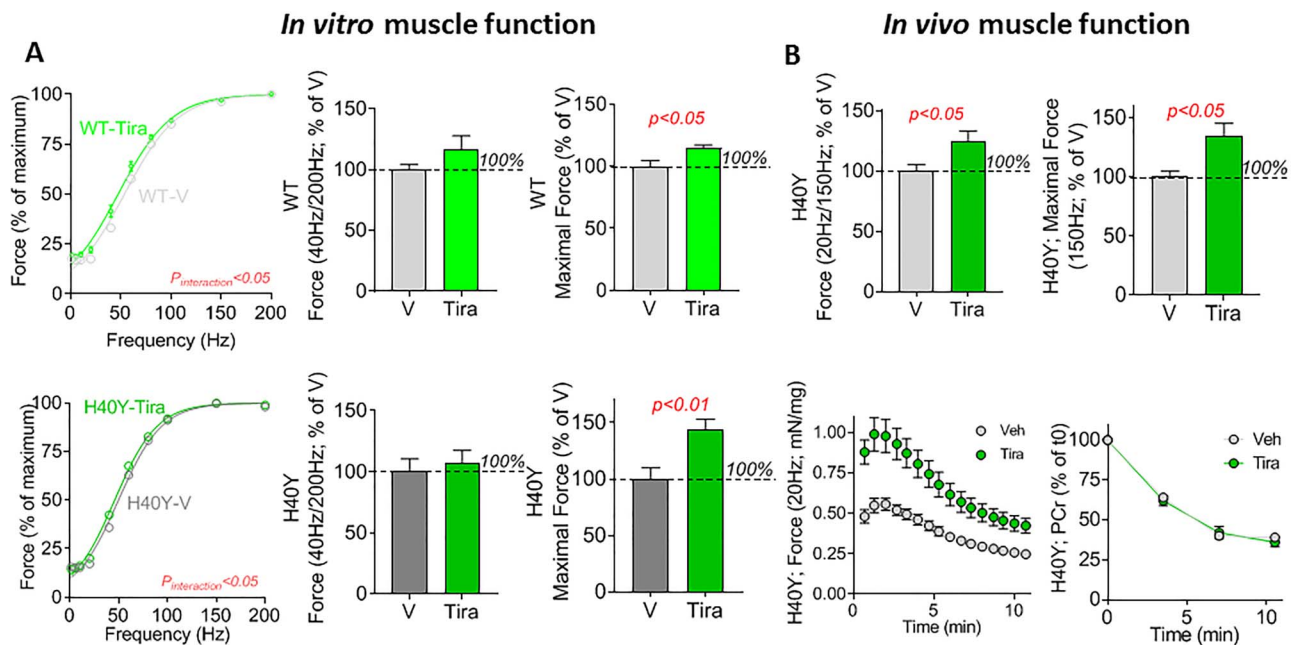 In vitro muscle function
In vivo muscle function
A
Force (% of maximum)
100
75
50
25
0
0 50 100 150 200
Frequency (Hz)
WT-Tira
WT-V
Pinteraction<0.05
WT
Force (40Hz/200Hz; % of V)
150
100
50
0
100%
V Tira
WT
Maximal Force (% of V)
150
100
50
0
p<0.05
100%
V Tira
B
H40Y
Force (20Hz/150Hz; % of V)
150
100
50
0
p<0.05
100%
V Tira
H40Y; Maximal Force
(150Hz; % of V)
150
100
50
0
p<0.05
100%
V Tira
Force (% of maximum)
100
75
50
25
0
0 50 100 150 200
Frequency (Hz)
H40Y-Tira
H40Y-V
Pinteraction<0.05
H40Y
Force (40Hz/200Hz; % of V)
150
100
50
0
100%
V Tira
H40Y
Maximal Force (% of V)
150
100
50
0
p<0.01
100%
V Tira
H40Y; Force (20Hz; mN/mg)
1.00
0.75
0.50
0.25
0.00
0 5 10
Time (min)
Veh
Tira
H40Y; PCr (% of t0)
100
75
50
25
0
0 5 10
Time (min)
Veh
Tira